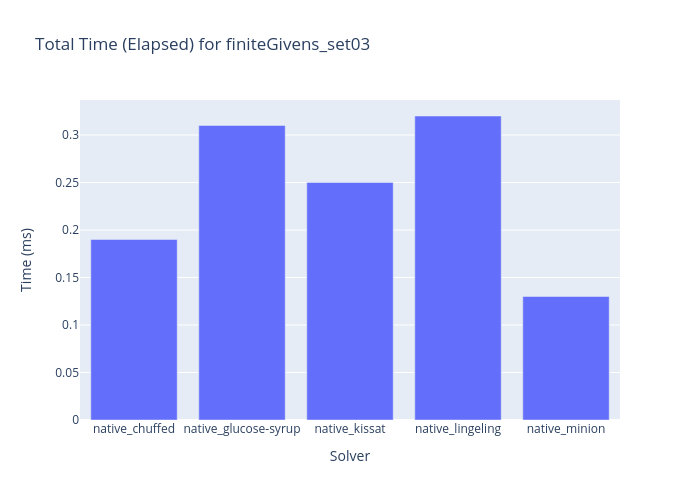 Total Time (Elapsed) for finiteGivens_set03
0.3
0.25
0.2
0.15
0.1
0.05
0
Time (ms)
native_chuffed native_glucose-syrup native_kissat native_lingeling native_minion
Solver